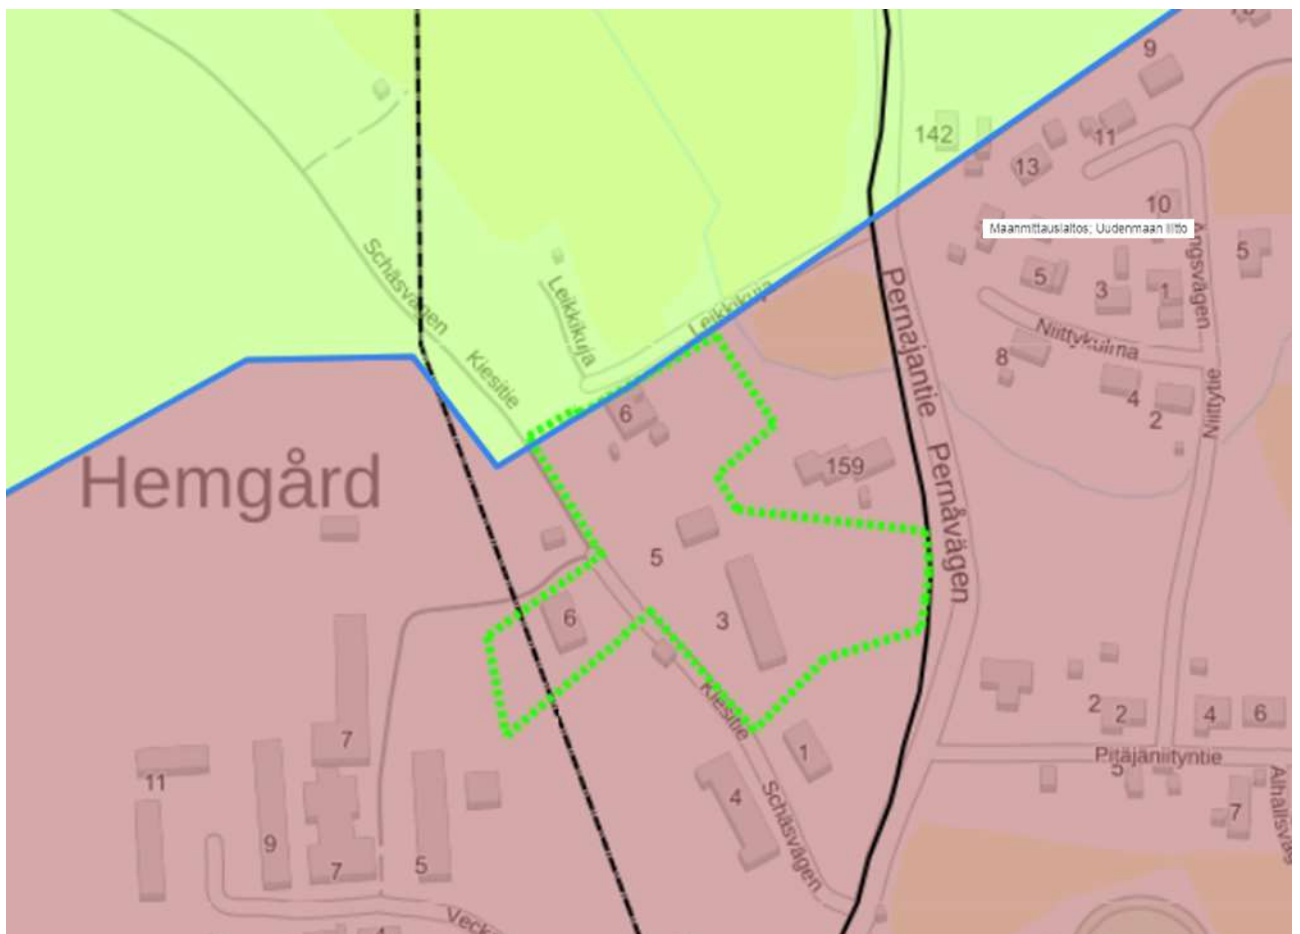 9
142
11
13
10
Maanmittauslaitos; Uudenmaan liitto
Schäsvägen
Leikkikuja
Leikkikuja
5
3
1
5
Pernajantie
Niittykulma
8
Kiesitie
4
2
Niittytie
6
Hemgård
159
Pernåvägen
5
6
3
Kiesitie
2
2
4
6
7
1
Pitäjäniityntie
5
11
4
Schäsvägen
7
9
7
5
4